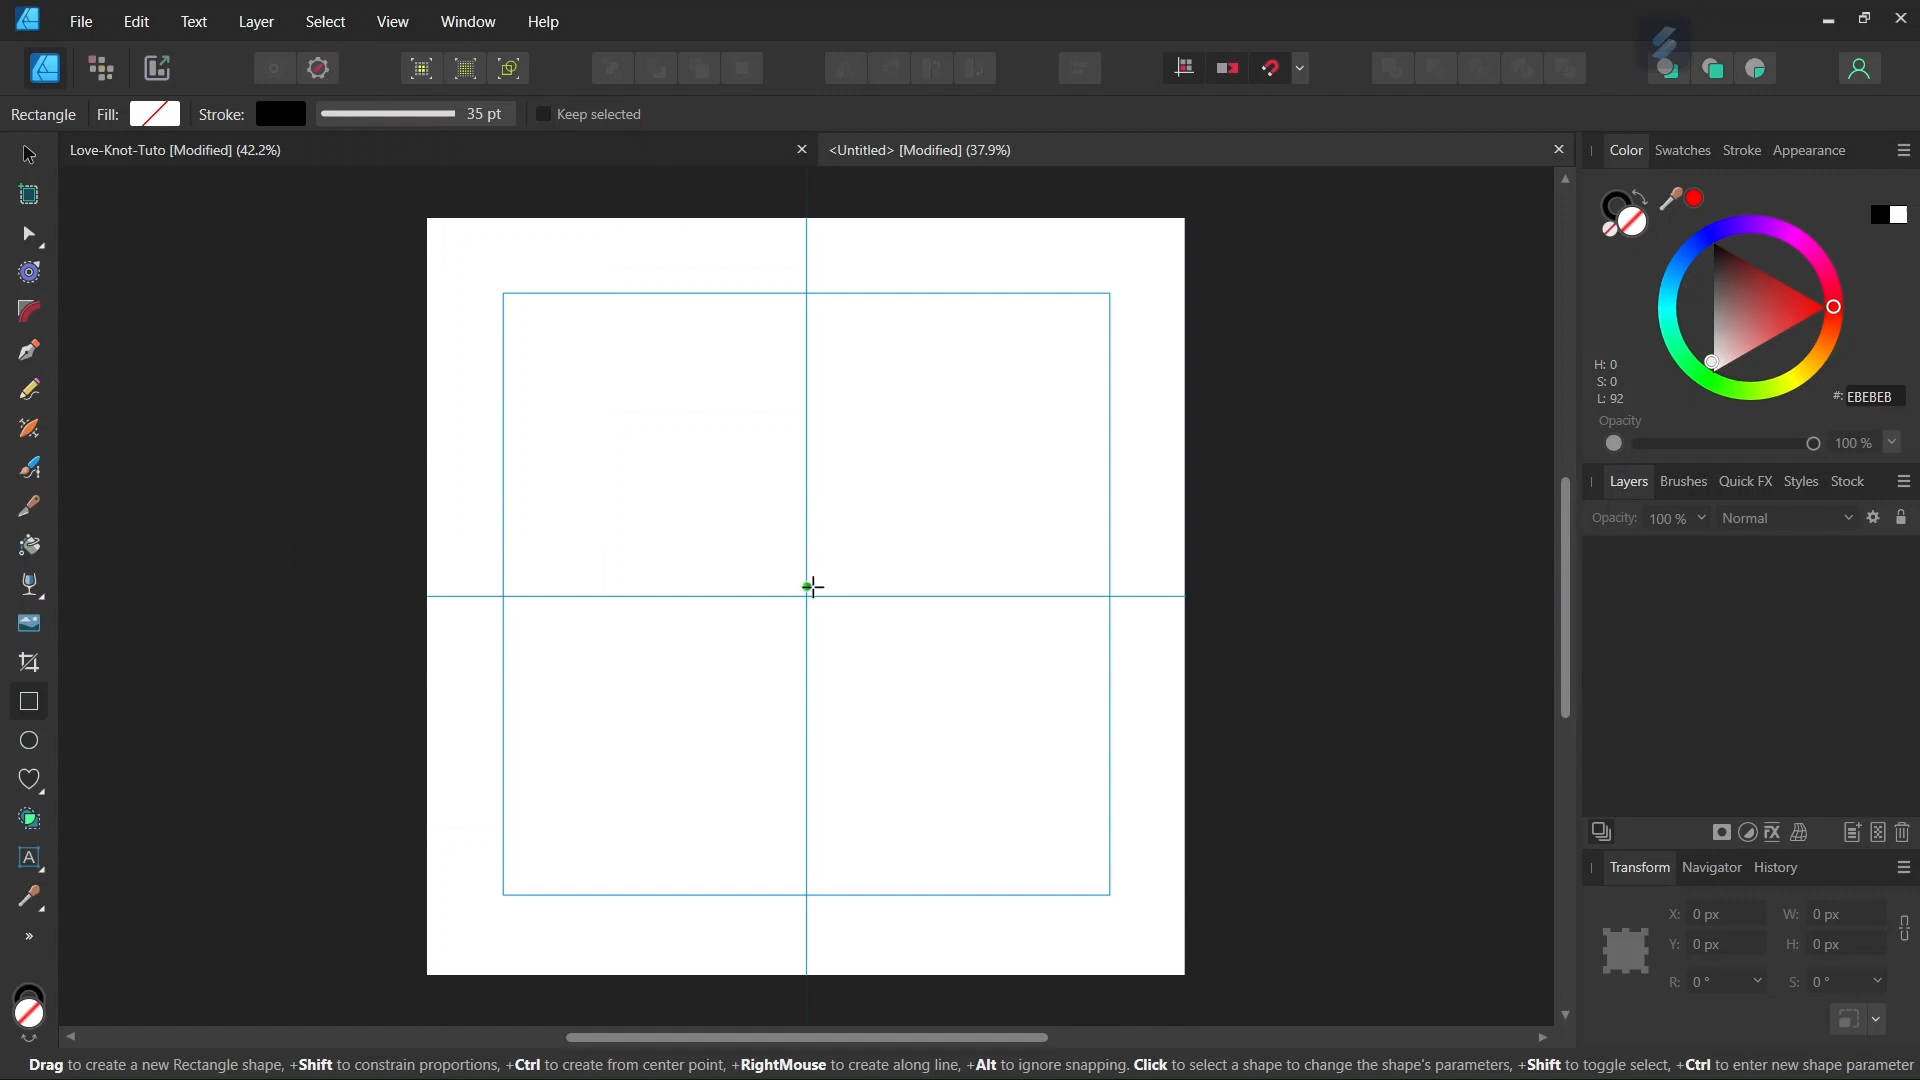 File Edit Text Layer Select View Window Help
Rectangle Fill: Stroke: 35 pt Keep selected
Love-Knot-Tuto [Modified] (42.2%) <Untitled> [Modified] (37.9%)
Color Swatches Stroke Appearance
H: 0
S: 0
L: 92
#: EBEBEB
Opacity
100 %
Layers Brushes Quick FX Styles Stock
Opacity: 100 % Normal
FX
A
Transform Navigator History
X: 0 px W: 0 px
Y: 0 px H: 0 px
R: 0 ° S: 0 °
Drag to create a new Rectangle shape, +Shift to constrain proportions, +Ctrl to create from center point, +RightMouse to create along line, +Alt to ignore snapping. Click to select a shape to change the shape's parameters, +Shift to toggle select, +Ctrl to enter new shape parameter